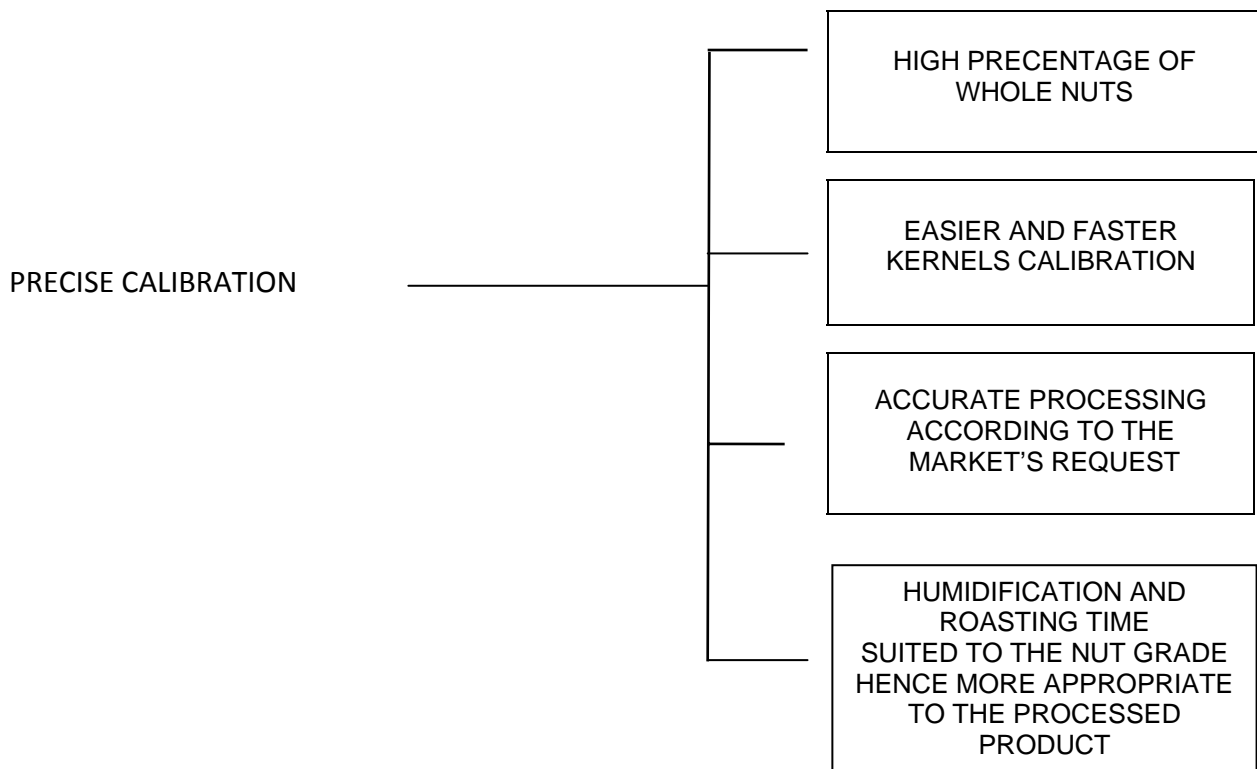 HIGH PRECENTAGE OF
WHOLE NUTS
EASIER AND FASTER
KERNELS CALIBRATION
PRECISE CALIBRATION
ACCURATE PROCESSING
ACCORDING TO THE
MARKET’S REQUEST
HUMIDIFICATION AND
ROASTING TIME
SUITED TO THE NUT GRADE
HENCE MORE APPROPRIATE
TO THE PROCESSED
PRODUCT